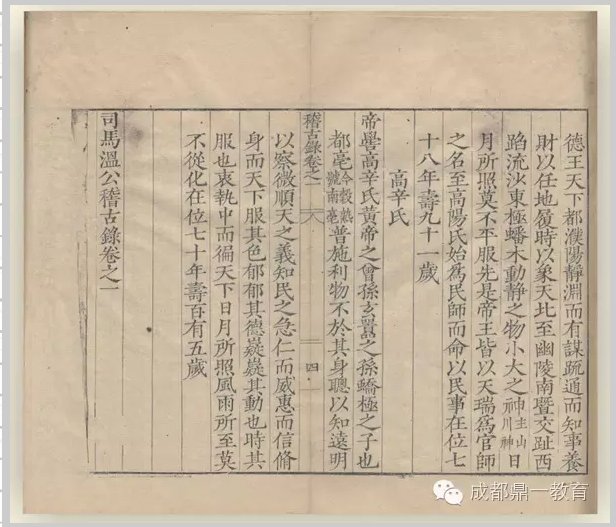 德王天下都濮陽靜淵而有謀疏通而知事養
財以任地履時以象天北至幽陵南暨交趾西
蹈流沙東極蟠木動靜之物小大之神主山川神日
月所照莫不平服先是帝王皆以天瑞爲官師
之名至高陽氏始爲民師而命以民事在位七
十八年壽九十一歲
高辛氏
帝嚳高辛氏黃帝之曾孫玄囂之孫蟜極之子也
都亳今穀熟號南亳普施利物不於其身聰以知遠明
稽古錄卷之一 四
以察微順天之義知民之急仁而威惠而信脩
身而天下服其色郁郁其德嶷嶷其動也時其
服也衷執中而徧天下日月所照風雨所至莫
不從化在位七十年壽百有五歲
司馬溫公稽古錄卷之一
成都鼎一教育